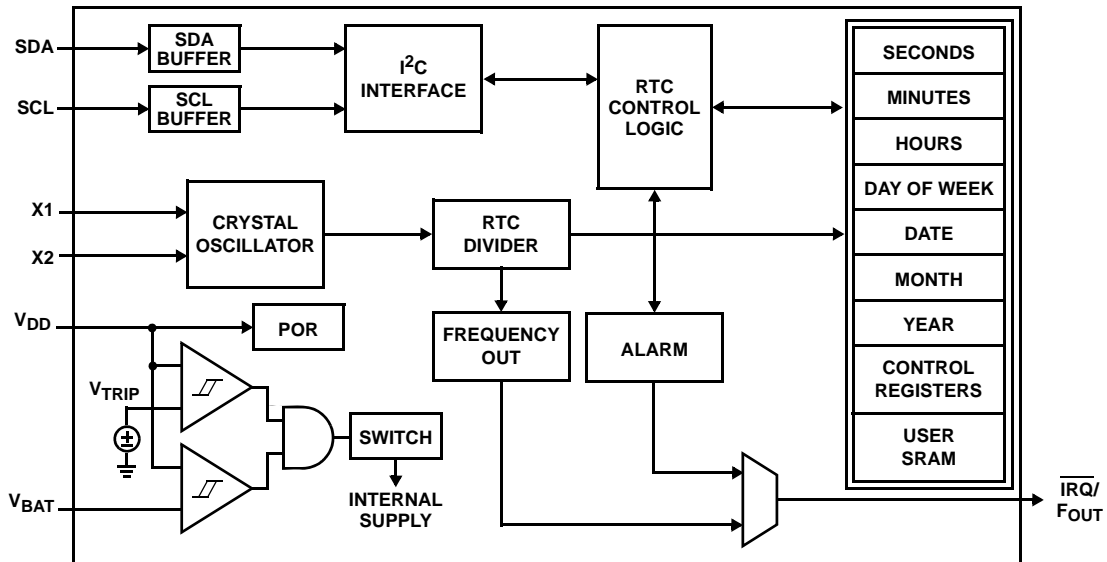 SDA
SDA
BUFFER
I²C
INTERFACE
RTC
CONTROL
LOGIC
SECONDS
MINUTES
HOURS
DAY OF WEEK
DATE
MONTH
YEAR
CONTROL
REGISTERS
USER
SRAM
SCL
SCL
BUFFER
X1
X2
CRYSTAL
OSCILLATOR
RTC
DIVIDER
VDD
POR
FREQUENCY
OUT
ALARM
VTRIP
±
SWITCH
INTERNAL
SUPPLY
VBAT
IRQ/
FOUT